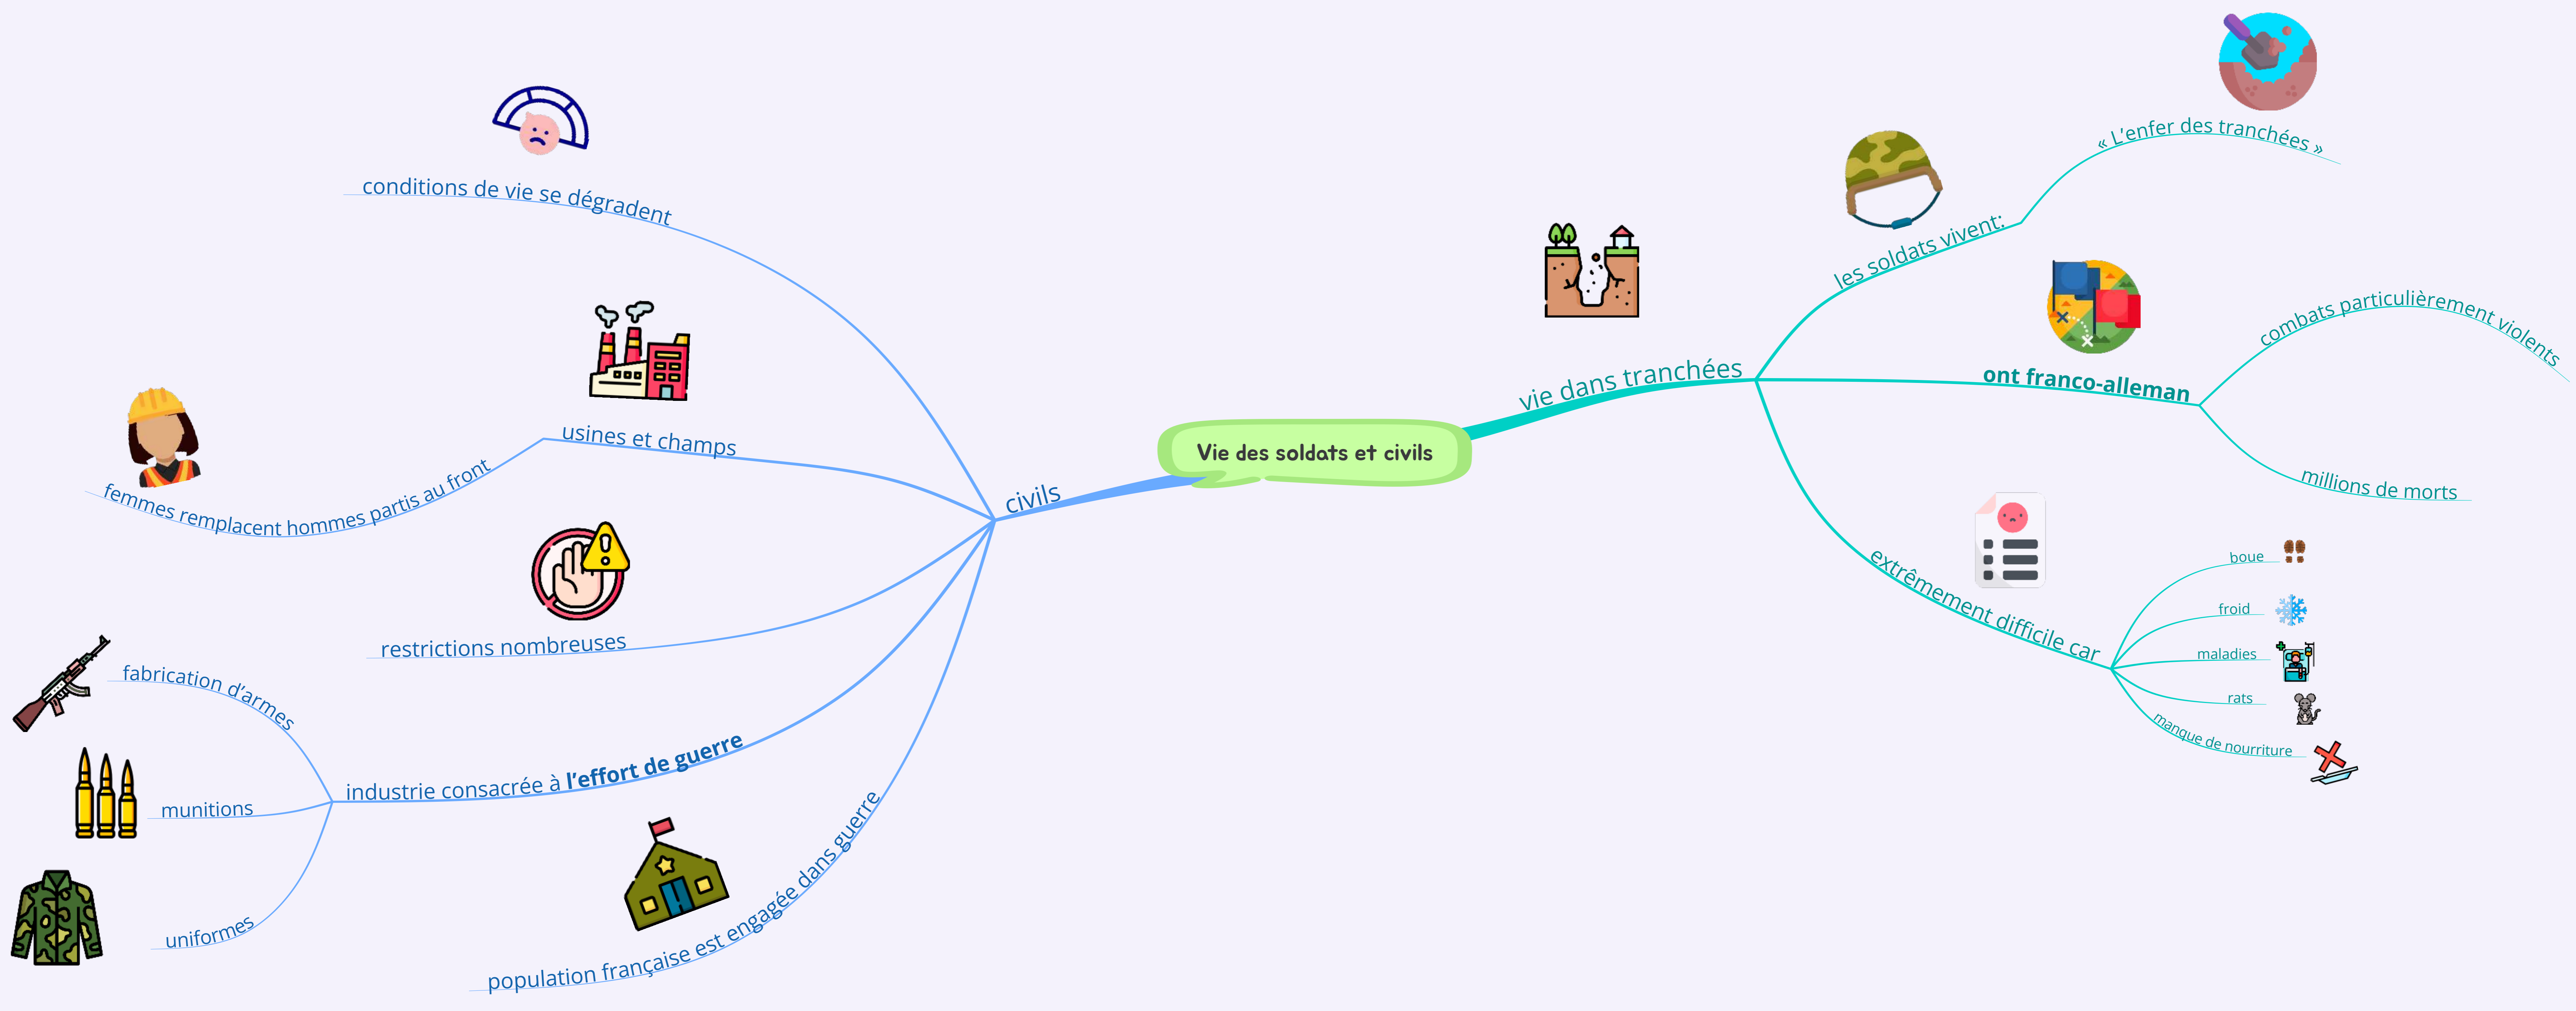 Vie des soldats et civils
vie dans tranchées
les soldats vivent:
« L'enfer des tranchées »
ont franco-alleman
combats particulièrement violents
millions de morts
extrêmement difficile car
boue
froid
maladies
rats
manque de nourriture
civils
conditions de vie se dégradent
usines et champs
femmes remplacent hommes partis au front
restrictions nombreuses
industrie consacrée à l'effort de guerre
fabrication d'armes
munitions
uniformes
population française est engagée dans guerre